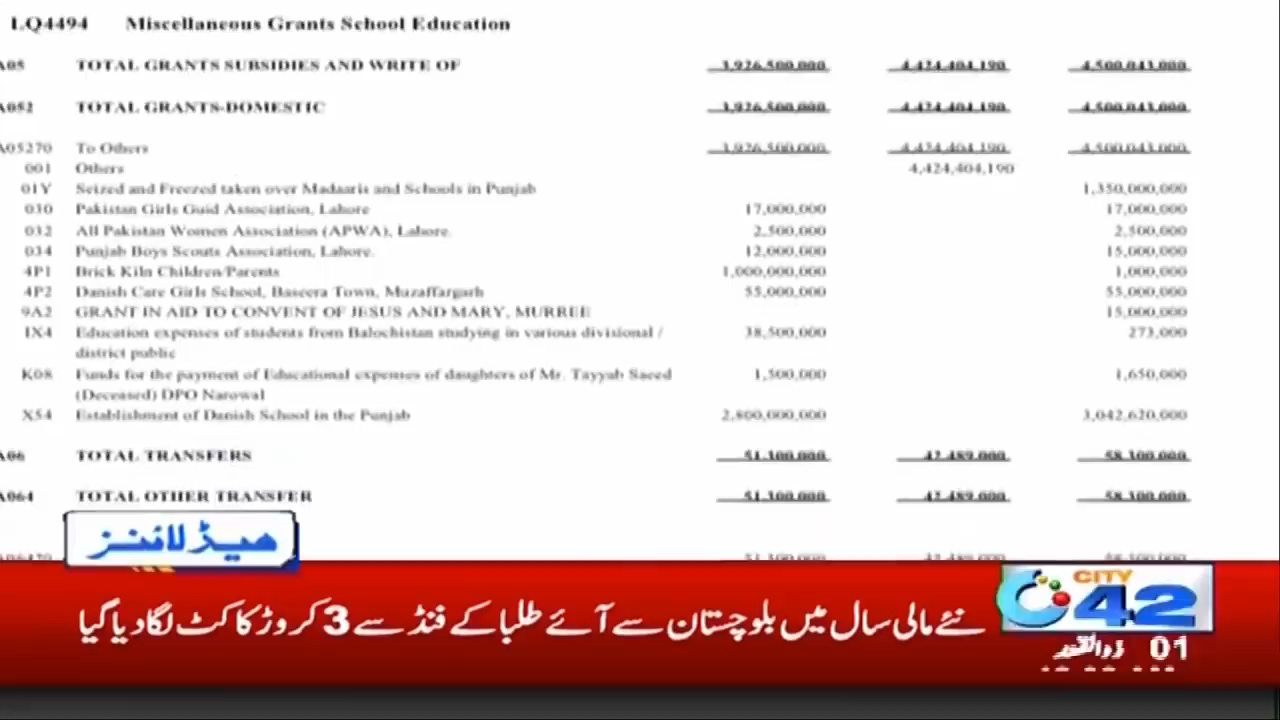 LQ4494 Miscellaneous Grants School Education
A05 TOTAL GRANTS SUBSIDIES AND WRITE OF 3,926,500,000 4,424,404,190 4,500,043,000
A052 TOTAL GRANTS-DOMESTIC 3,926,500,000 4,424,404,190 4,500,043,000
A05270 To Others 3,926,500,000 4,424,404,190 4,500,043,000
001 Others 4,424,404,190
01Y Seized and Freezed taken over Madaaris and Schools in Punjab 1,350,000,000
030 Pakistan Girls Guid Association, Lahore 17,000,000 17,000,000
032 All Pakistan Women Association (APWA), Lahore. 2,500,000 2,500,000
034 Punjab Boys Scouts Association, Lahore. 12,000,000 15,000,000
4P1 Brick Kiln Children/Parents 1,000,000,000 1,000,000
4P2 Danish Care Girls School, Baseera Town, Muzaffargarh 55,000,000 55,000,000
9A2 GRANT IN AID TO CONVENT OF JESUS AND MARY, MURREE 15,000,000
IX4 Education expenses of students from Balochistan studying in various divisional / 38,500,000 273,000
district public
K08 Funds for the payment of Educational expenses of daughters of Mr. Tayyab Saeed 1,500,000 1,650,000
(Deceased) DPO Narowal
X54 Establishment of Danish School in the Punjab 2,800,000,000 3,042,620,000
A06 TOTAL TRANSFERS 51,300,000 42,489,000 58,300,000
A064 TOTAL OTHER TRANSFER 51,300,000 42,489,000 58,300,000
51,300,000 42,489,000 58,300,000
ہیڈلائنز
نئے مالی سال میں بلوچستان سے آئے طلبا کے فنڈ سے 3 کروڑ کا کٹ لگا دیا گیا
CITY
42
01 ذوالقعد